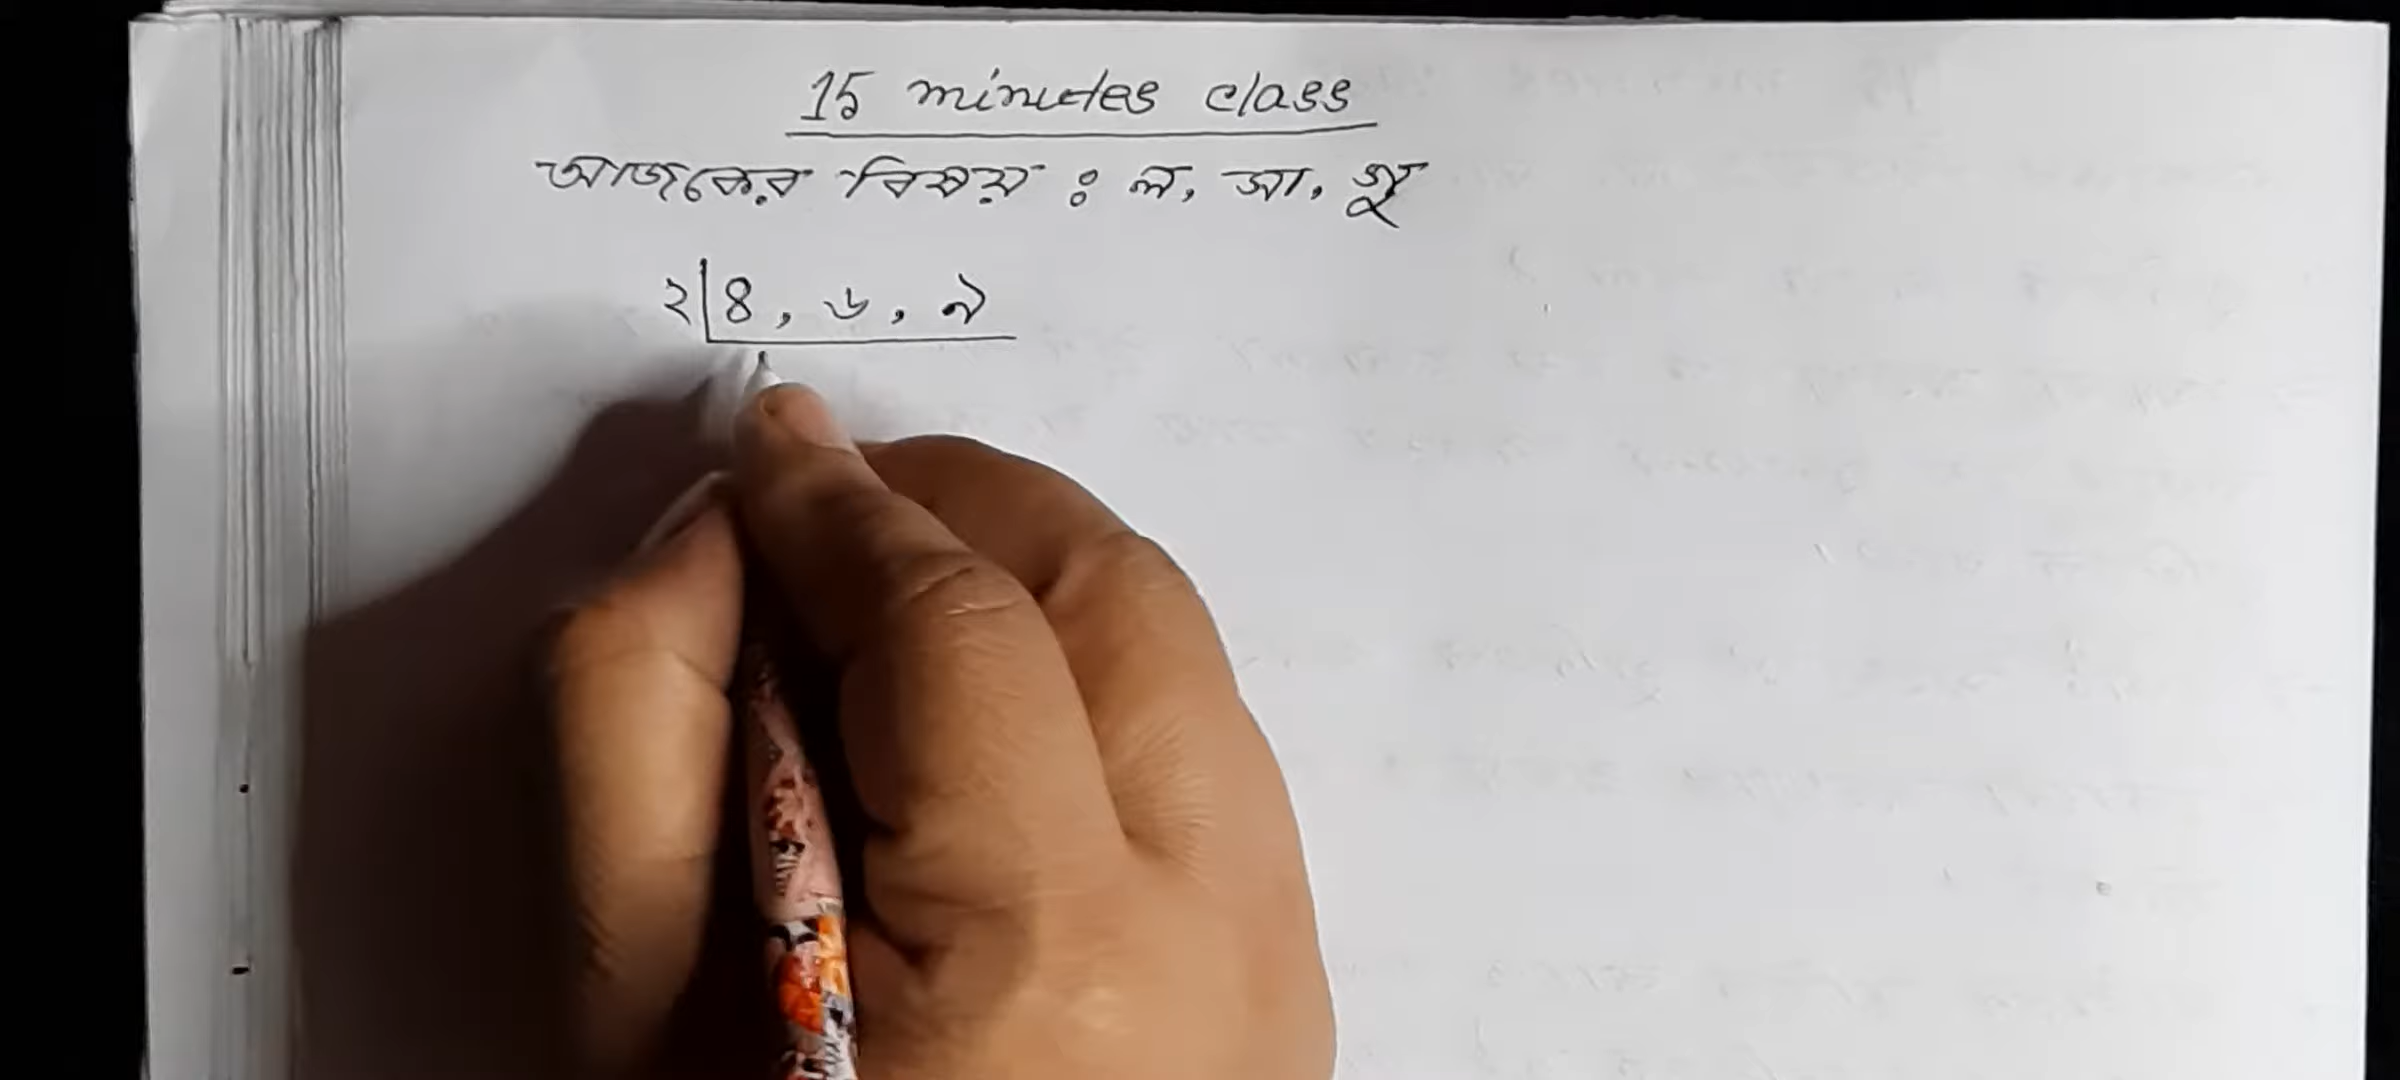 15 minutes class
আজকের বিষয় : ল, সা, গু
২|৪, ৬, ৯